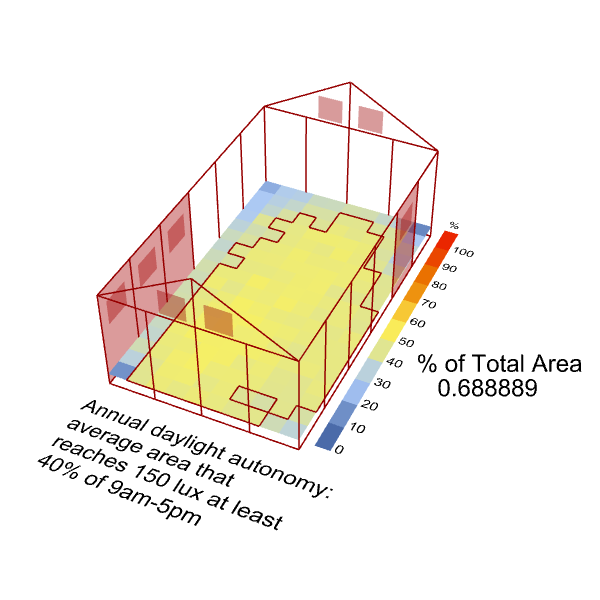 %
100
90
80
70
60
50
40
30
20
10
0
% of Total Area
0.688889
Annual daylight autonomy:
average area that
reaches 150 lux at least
40% of 9am-5pm